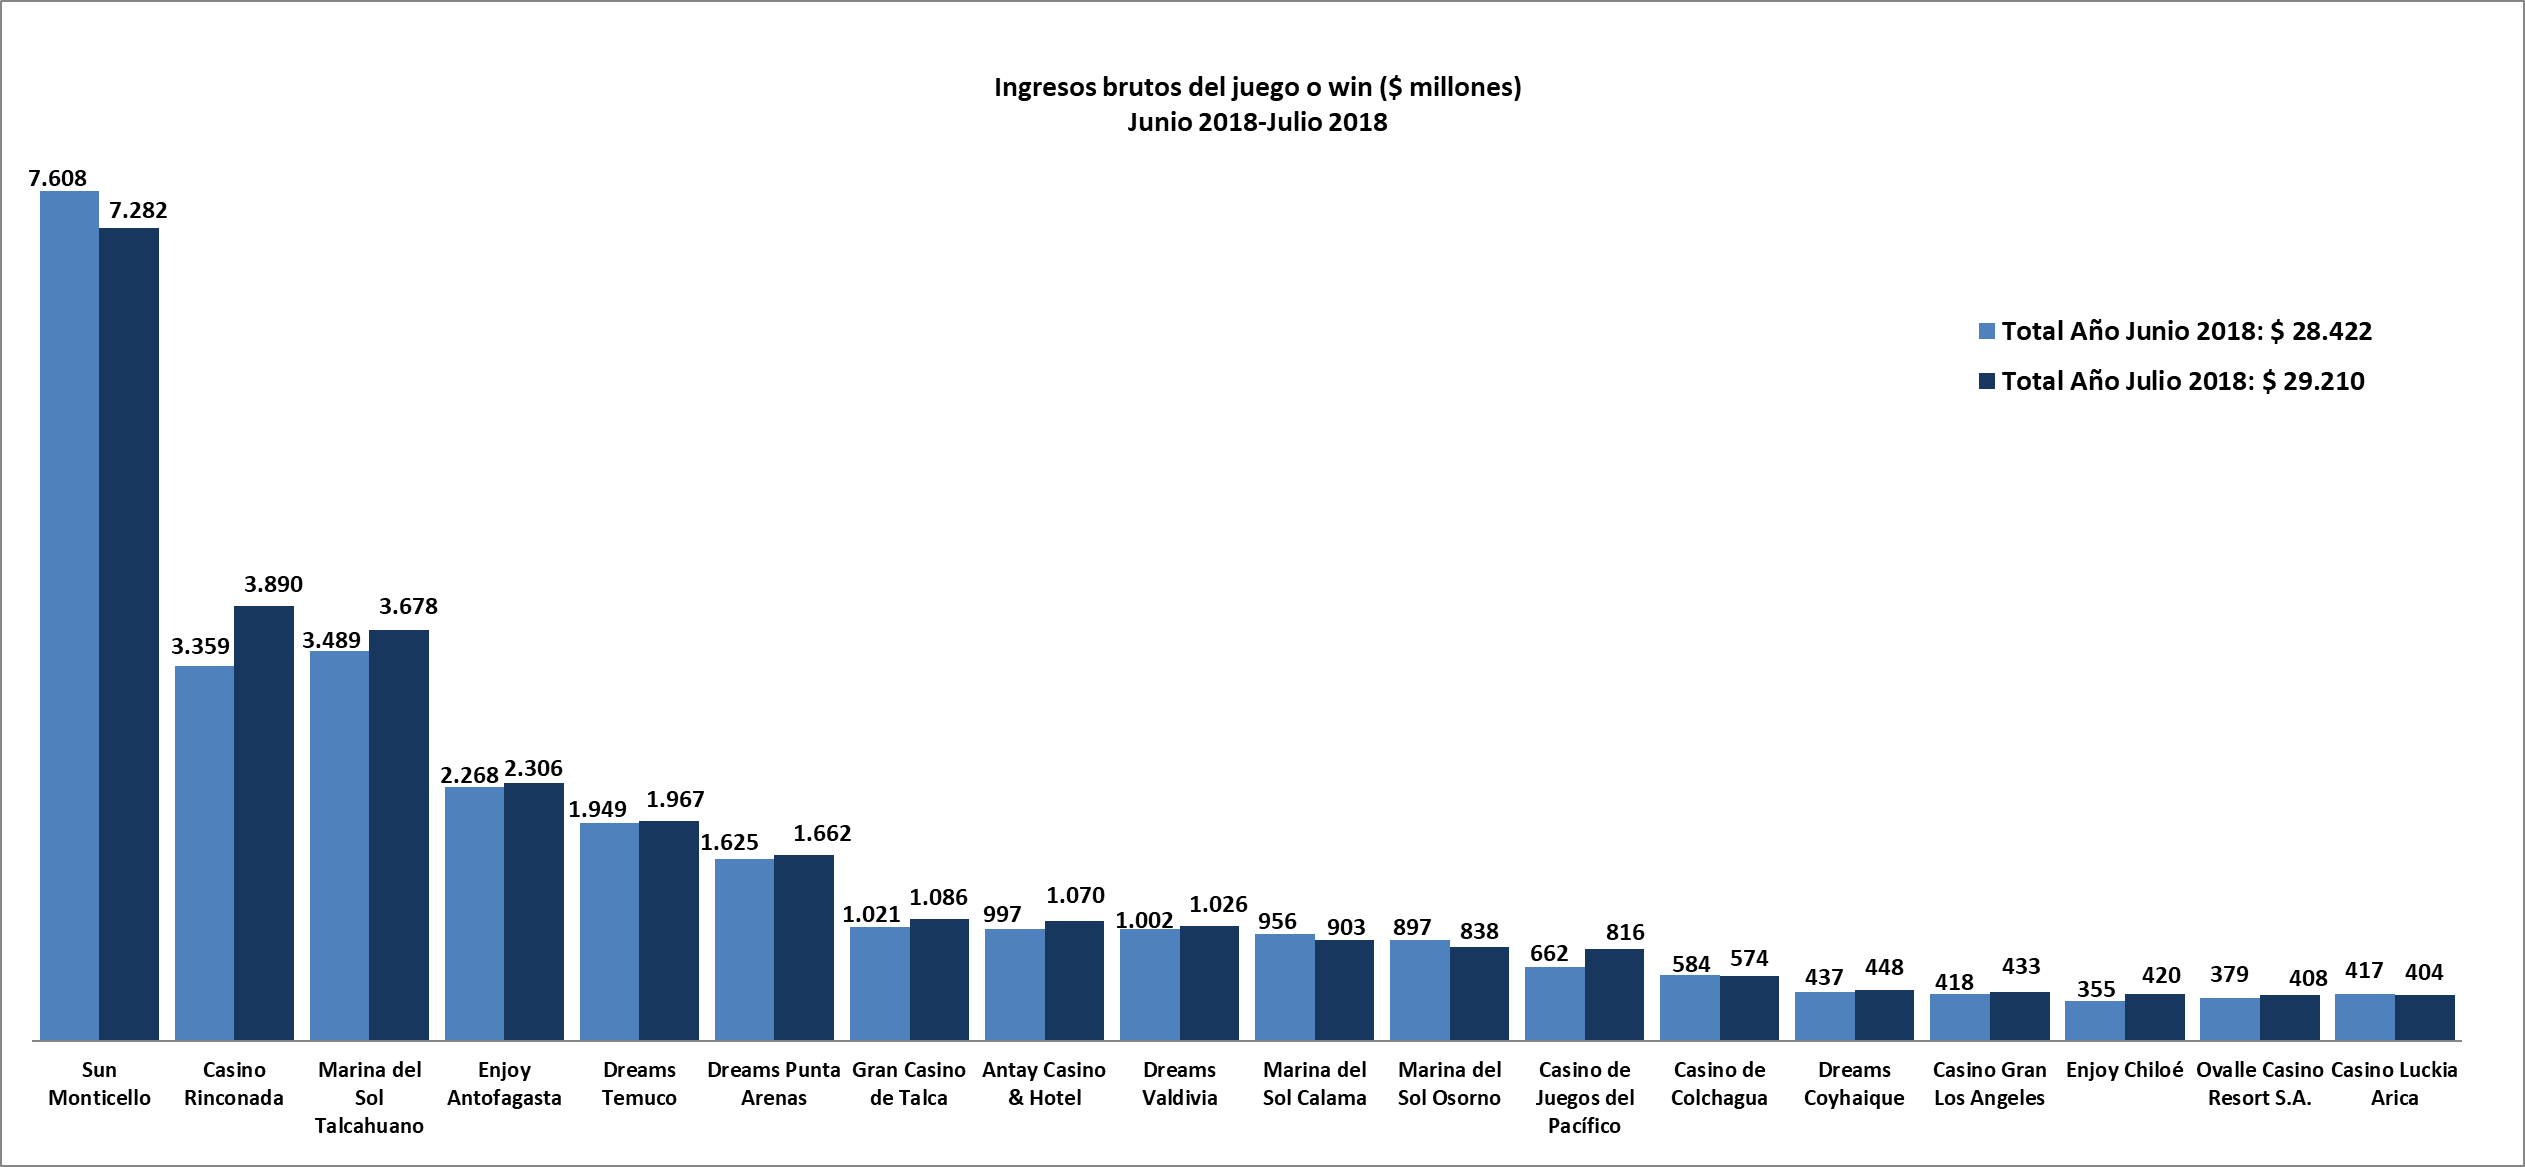 Ingresos brutos del juego o win ($ millones)
Junio 2018-Julio 2018
Total Año Junio 2018: $ 28.422
Total Año Julio 2018: $ 29.210
7.608
7.282
3.359
3.890
3.489
3.678
2.268
2.306
1.949
1.967
1.625
1.662
1.021
1.086
997
1.070
1.002
1.026
956
903
897
838
662
816
584
574
437
448
418
433
355
420
379
408
417
404
Sun
Monticello
Casino
Rinconada
Marina del
Sol
Talcahuano
Enjoy
Antofagasta
Dreams
Temuco
Dreams Punta
Arenas
Gran Casino
de Talca
Antay Casino
& Hotel
Dreams
Valdivia
Marina del
Sol Calama
Marina del
Sol Osorno
Casino de
Juegos del
Pacífico
Casino de
Colchagua
Dreams
Coyhaique
Casino Gran
Los Angeles
Enjoy Chiloé
Ovalle Casino
Resort S.A.
Casino Luckia
Arica